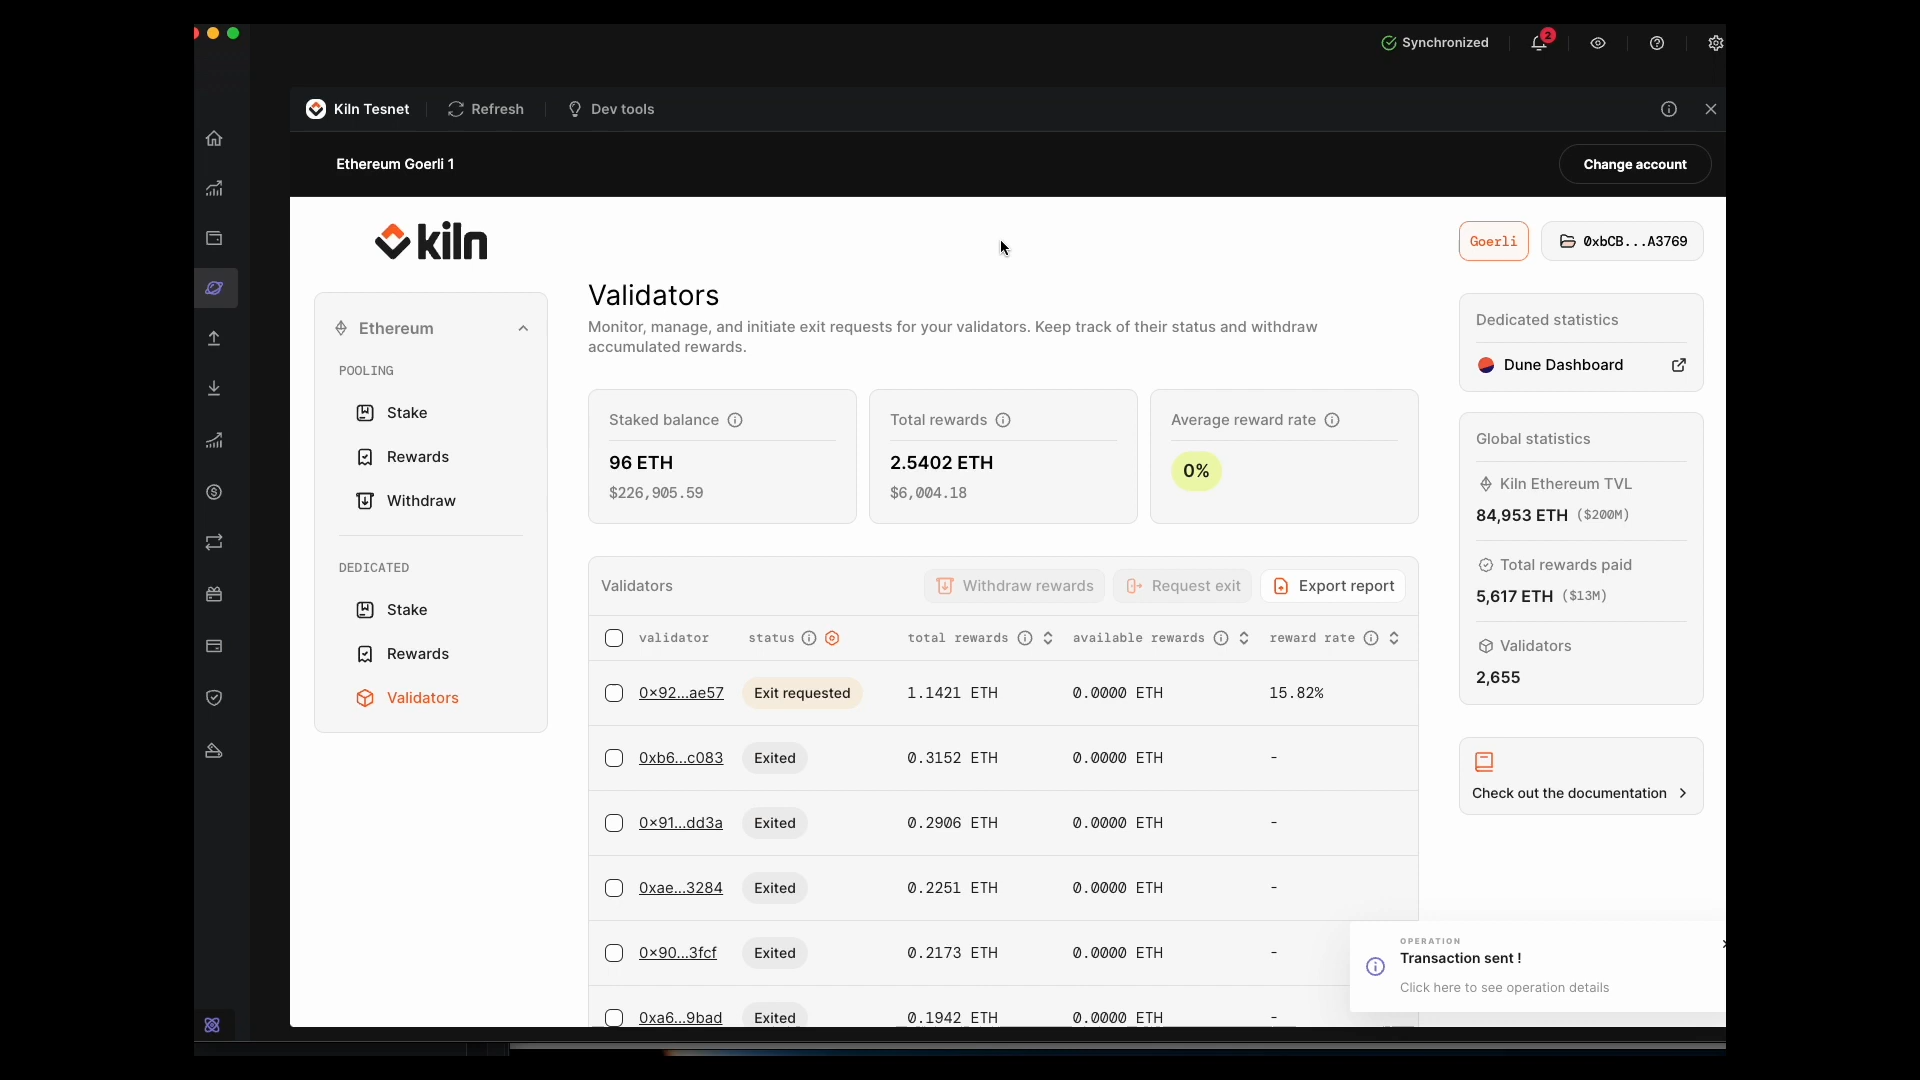 Synchronized
2
Kiln Tesnet
Refresh
Dev tools
Ethereum Goerli 1
Change account
kiln
Goerli
0xbCB...A3769
Ethereum
POOLING
Stake
Rewards
Withdraw
DEDICATED
Stake
Rewards
Validators
Validators
Monitor, manage, and initiate exit requests for your validators. Keep track of their status and withdraw
accumulated rewards.
Staked balance
96 ETH
$226,905.59
Total rewards
2.5402 ETH
$6,004.18
Average reward rate
0%
Validators
Withdraw rewards
Request exit
Export report
validator status total rewards available rewards reward rate
0×92...ae57 Exit requested 1.1421 ETH 0.0000 ETH 15.82%
0xb6...c083 Exited 0.3152 ETH 0.0000 ETH -
0×91...dd3a Exited 0.2906 ETH 0.0000 ETH -
0xae...3284 Exited 0.2251 ETH 0.0000 ETH -
0×90...3fcf Exited 0.2173 ETH 0.0000 ETH -
0xa6...9bad Exited 0.1942 ETH 0.0000 ETH -
Dedicated statistics
Dune Dashboard
Global statistics
Kiln Ethereum TVL
84,953 ETH ($200M)
Total rewards paid
5,617 ETH ($13M)
Validators
2,655
Check out the documentation
OPERATION
Transaction sent !
Click here to see operation details